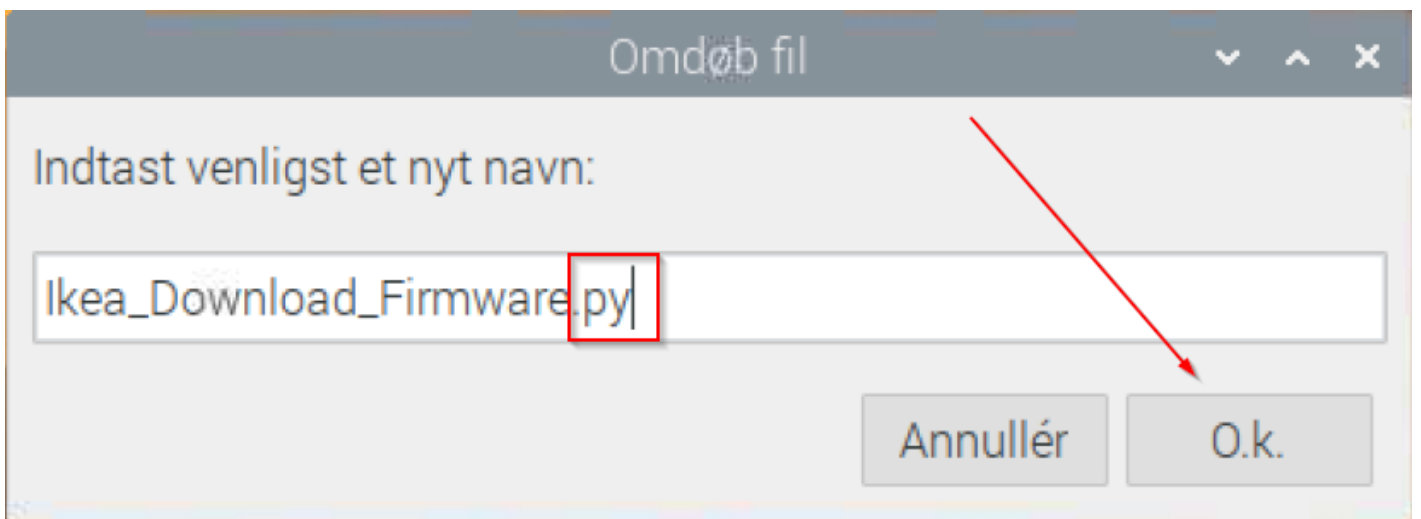 Omdøb fil
Indtast venligst et nyt navn:
Ikea_Download_Firmware.py
Annullér
O.k.